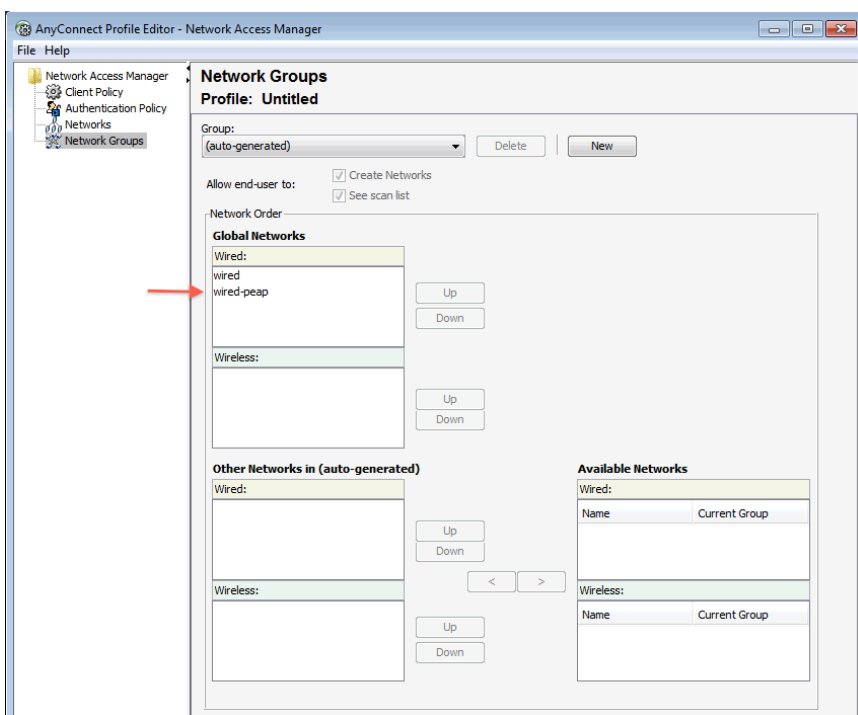 AnyConnect Profile Editor - Network Access Manager
File Help
Network Access Manager
Client Policy
Authentication Policy
Networks
Network Groups
Network Groups
Profile: Untitled
Group:
(auto-generated)
Delete
New
Allow end-user to:
Create Networks
See scan list
Network Order
Global Networks
Wired:
wired
wired-peap
Up
Down
Wireless:
Up
Down
Other Networks in (auto-generated)
Wired:
Up
Down
< >
Wireless:
Up
Down
Available Networks
Wired:
Name Current Group
Wireless:
Name Current Group